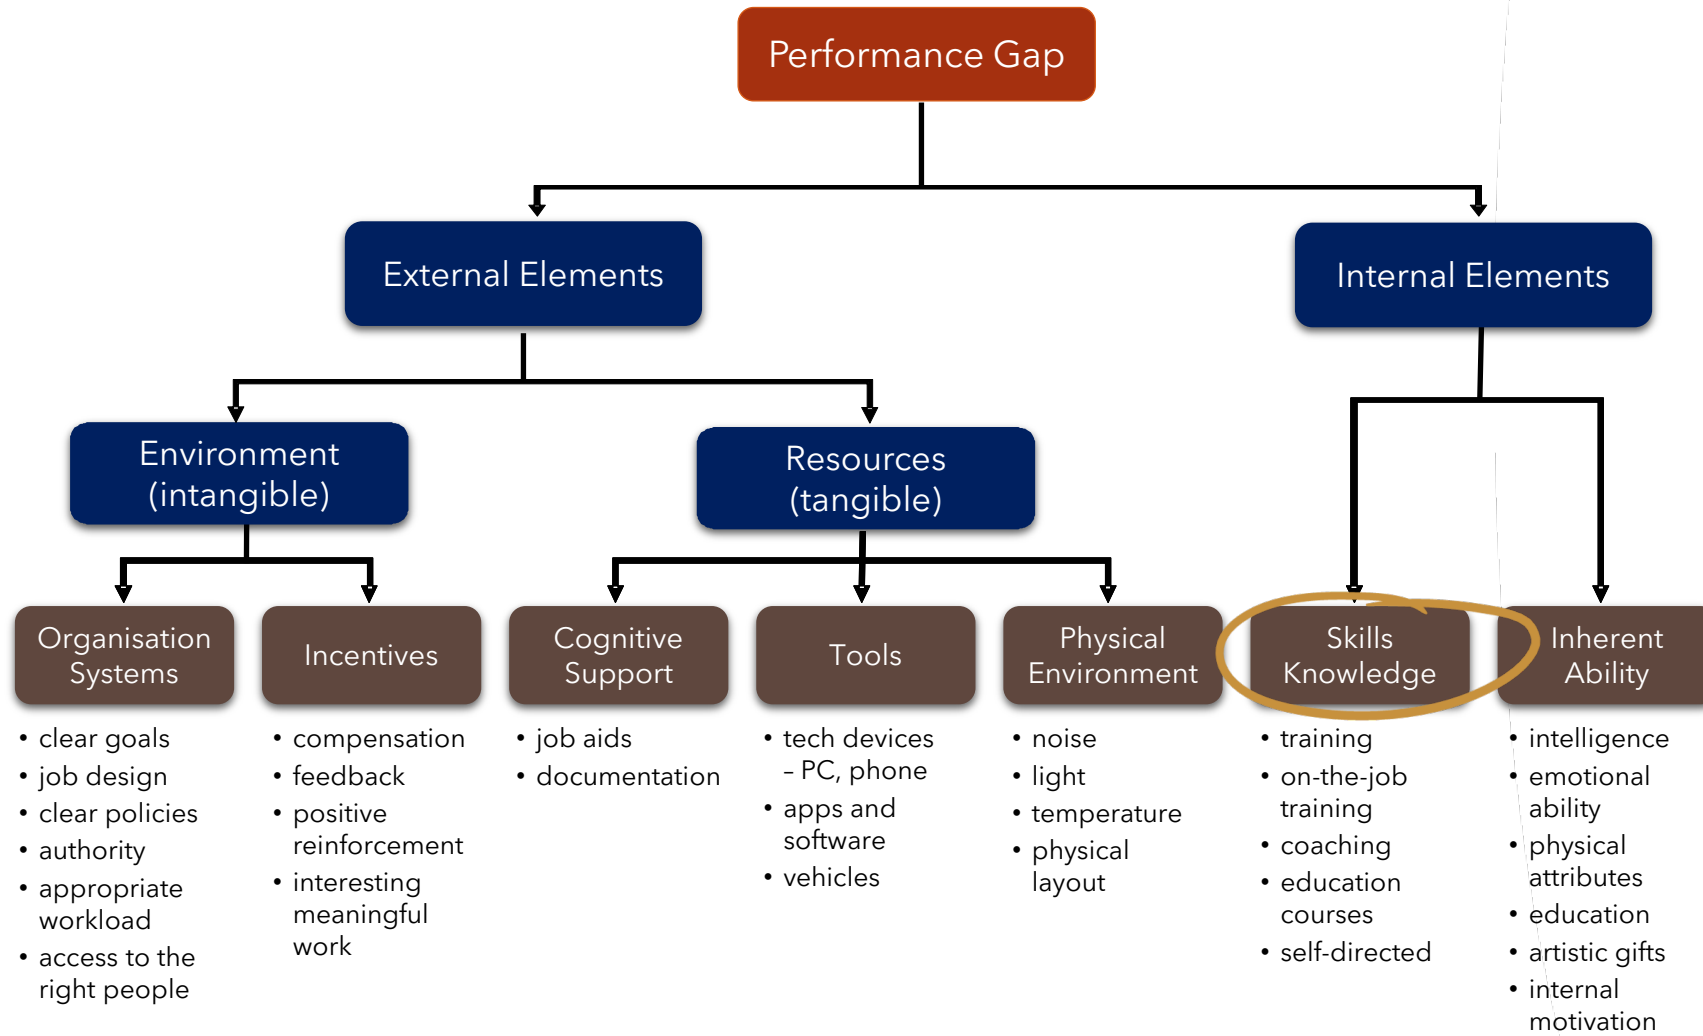 Performance Gap
External Elements
Internal Elements
Environment
(intangible)
Resources
(tangible)
Organisation
Systems
Incentives
Cognitive
Support
Tools
Physical
Environment
Skills
Knowledge
Inherent
Ability
• clear goals
• job design
• clear policies
• authority
• appropriate
workload
• access to the
right people
• compensation
• feedback
• positive
reinforcement
• interesting
meaningful
work
• job aids
• documentation
• tech devices
– PC, phone
• apps and
software
• vehicles
• noise
• light
• temperature
• physical
layout
• training
• on-the-job
training
• coaching
• education
courses
• self-directed
• intelligence
• emotional
ability
• physical
attributes
• education
• artistic gifts
• internal
motivation